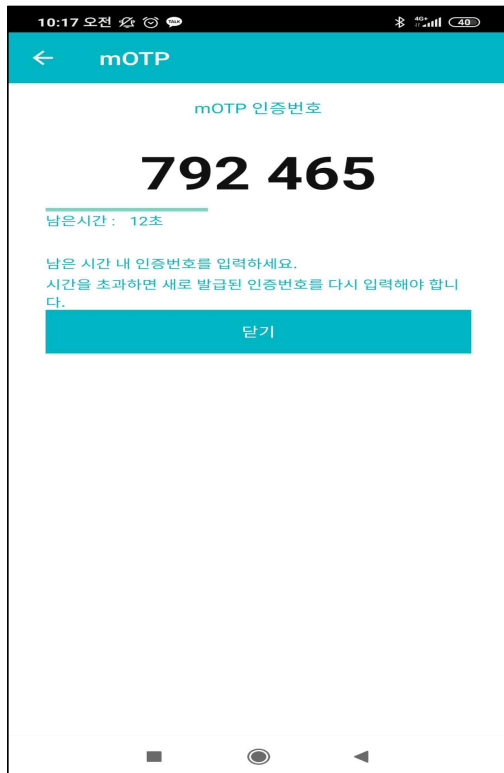 10:17 오전 TALK 4G+ 40
mOTP
mOTP 인증번호
792 465
남은시간 : 12초
남은 시간 내 인증번호를 입력하세요.
시간을 초과하면 새로 발급된 인증번호를 다시 입력해야 합니
다.
닫기